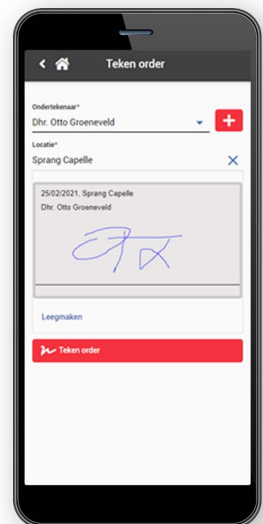 Teken order
Ondertekenaar*
Dhr. Otto Groeneveld
Locatie*
Sprang Capelle
25/02/2021, Sprang Capelle
Dhr. Otto Groeneveld
Leegmaken
Teken order